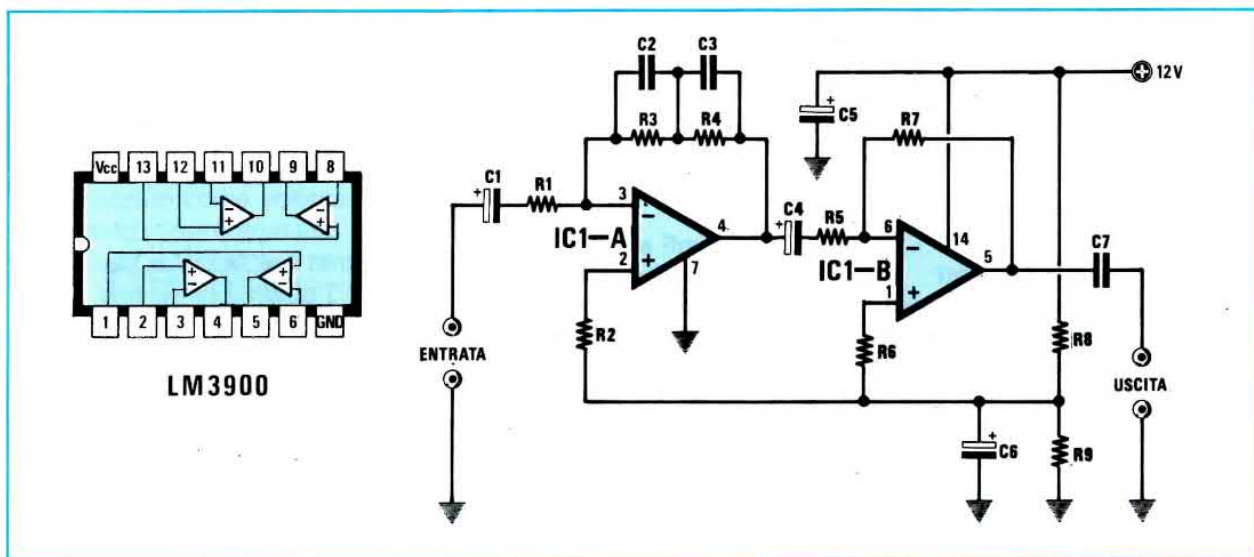 Vcc 13 12 11 10 9 8
- + - +
+ - + -
1 2 3 4 5 6 GND
LM3900
C2 C3
R3 R4
+ C1 R1
3 -
IC1-A
2 +
4
7
R2
ENTRATA
12V
+ C5
R7
+ C4 R5
6 -
14
IC1-B
1 +
5
C7
R6
R8
USCITA
+ C6
R9